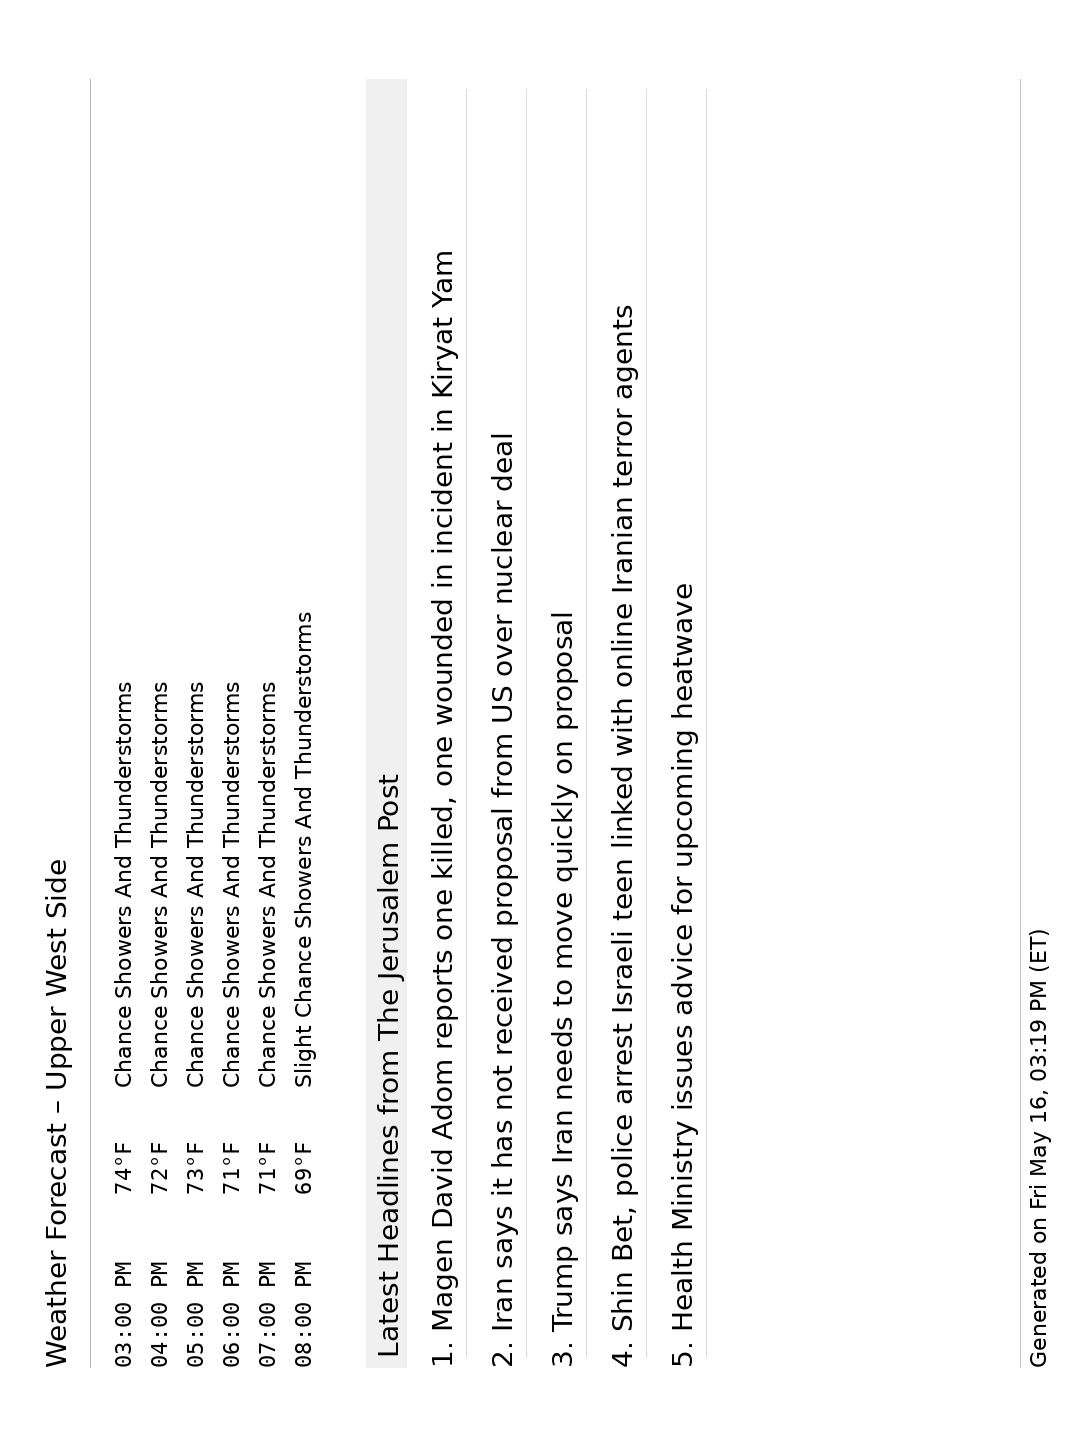 Weather Forecast – Upper West Side
03:00 PM 74°F Chance Showers And Thunderstorms
04:00 PM 72°F Chance Showers And Thunderstorms
05:00 PM 73°F Chance Showers And Thunderstorms
06:00 PM 71°F Chance Showers And Thunderstorms
07:00 PM 71°F Chance Showers And Thunderstorms
08:00 PM 69°F Slight Chance Showers And Thunderstorms
Latest Headlines from The Jerusalem Post
1. Magen David Adom reports one killed, one wounded in incident in Kiryat Yam
2. Iran says it has not received proposal from US over nuclear deal
3. Trump says Iran needs to move quickly on proposal
4. Shin Bet, police arrest Israeli teen linked with online Iranian terror agents
5. Health Ministry issues advice for upcoming heatwave
Generated on Fri May 16, 03:19 PM (ET)